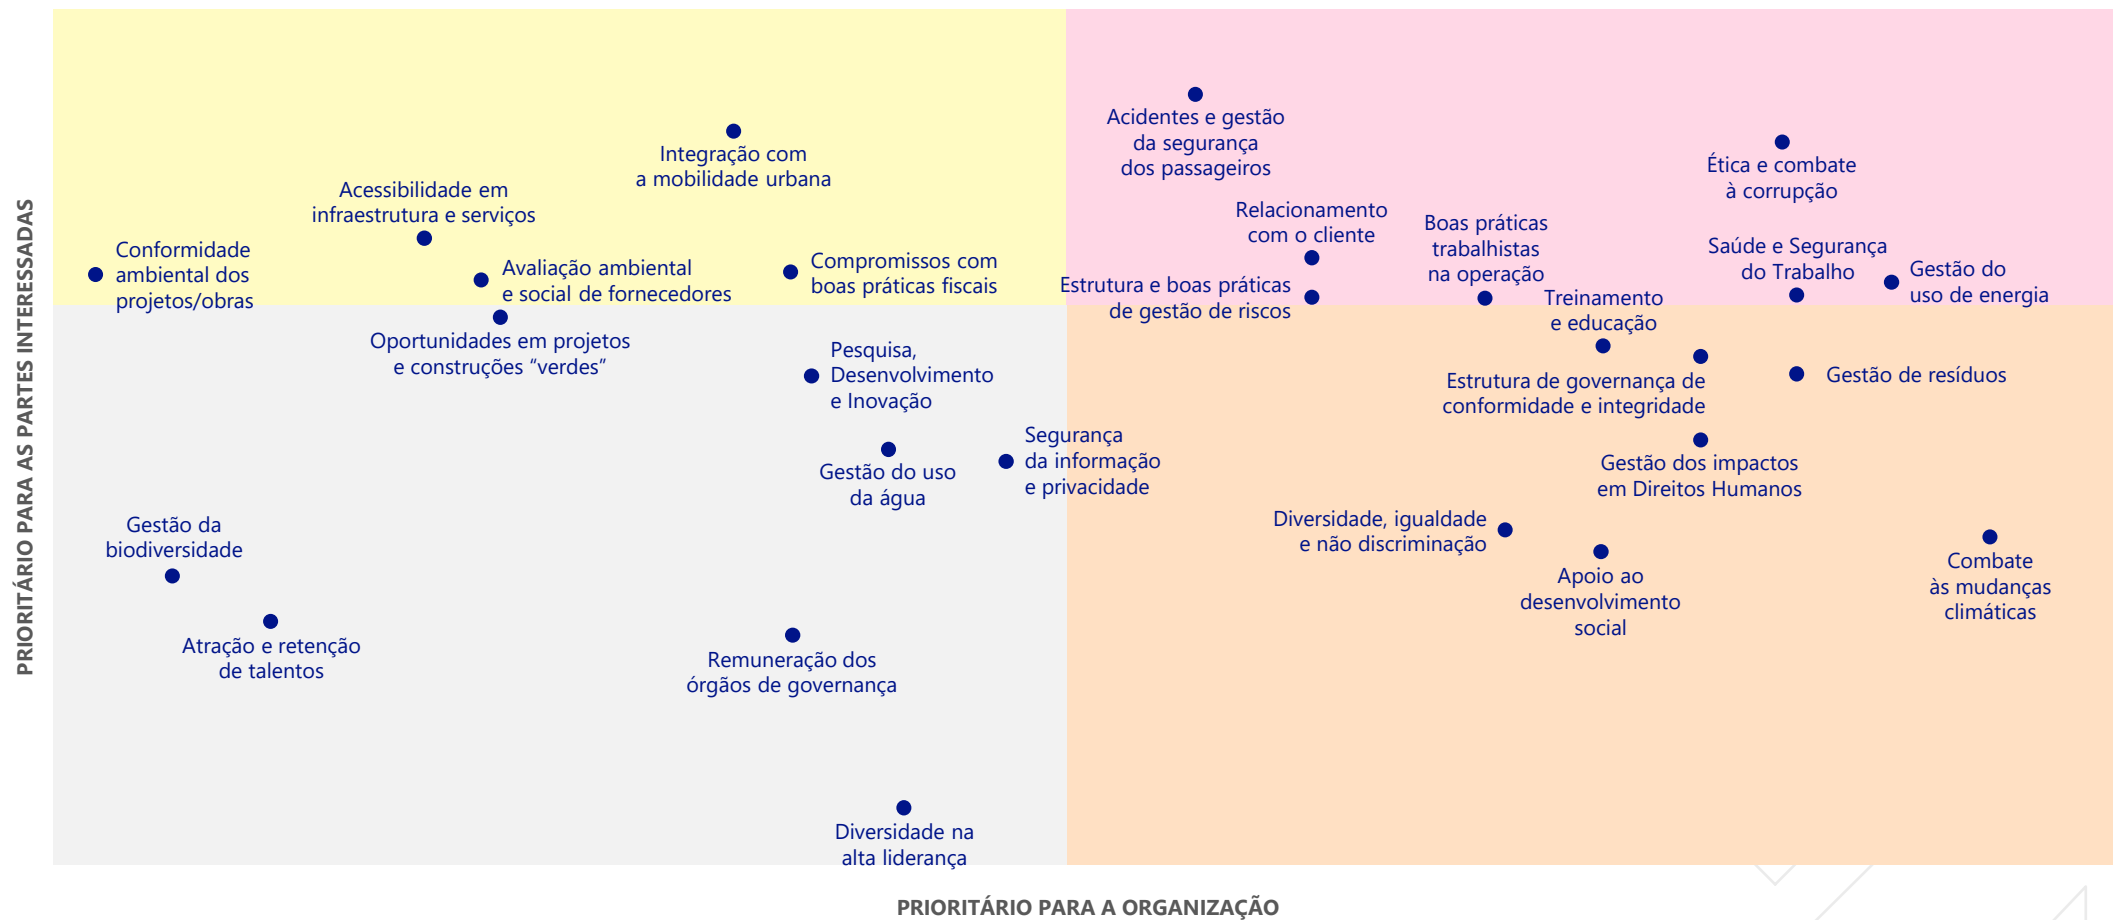 PRIORITÁRIO PARA AS PARTES INTERESSADAS
Acidentes e gestão
da segurança
dos passageiros
Integração com
a mobilidade urbana
Ética e combate
à corrupção
Acessibilidade em
infraestrutura e serviços
Relacionamento
com o cliente
Boas práticas
trabalhistas
na operação
Saúde e Segurança
do Trabalho
Conformidade
ambiental dos
projetos/obras
Avaliação ambiental
e social de fornecedores
Compromissos com
boas práticas fiscais
Estrutura e boas práticas
de gestão de riscos
Gestão do
uso de energia
Treinamento
e educação
Oportunidades em projetos
e construções “verdes”
Pesquisa,
Desenvolvimento
e Inovação
Estrutura de governança de
conformidade e integridade
Gestão de resíduos
Segurança
da informação
e privacidade
Gestão do uso
da água
Gestão dos impactos
em Direitos Humanos
Gestão da
biodiversidade
Diversidade, igualdade
e não discriminação
Apoio ao
desenvolvimento
social
Combate
às mudanças
climáticas
Atração e retenção
de talentos
Remuneração dos
órgãos de governança
Diversidade na
alta liderança
PRIORITÁRIO PARA A ORGANIZAÇÃO